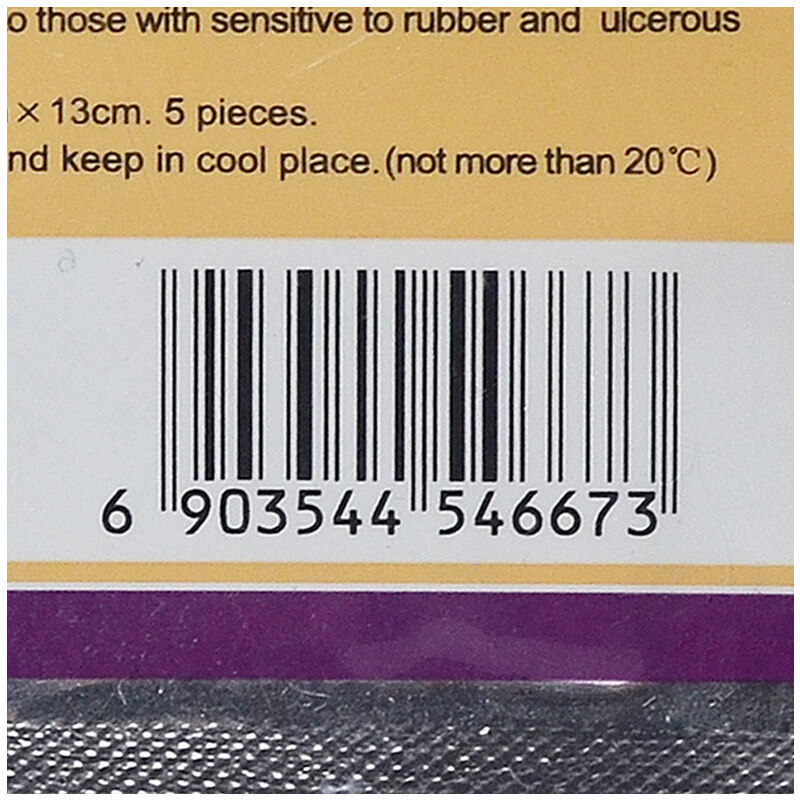 o those with sensitive to rubber and ulcerous
× 13cm. 5 pieces.
nd keep in cool place.(not more than 20℃)
6 903544 546673